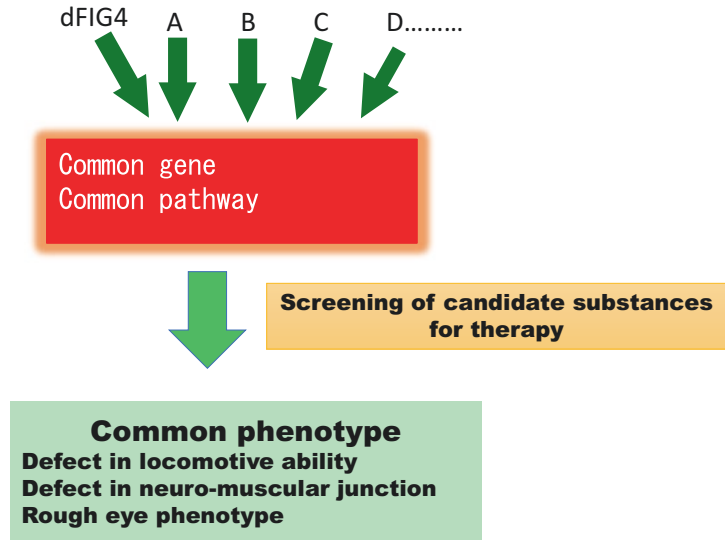 dFIG4 A B C D………
Common gene
Common pathway
Screening of candidate substances
for therapy
Common phenotype
Defect in locomotive ability
Defect in neuro-muscular junction
Rough eye phenotype